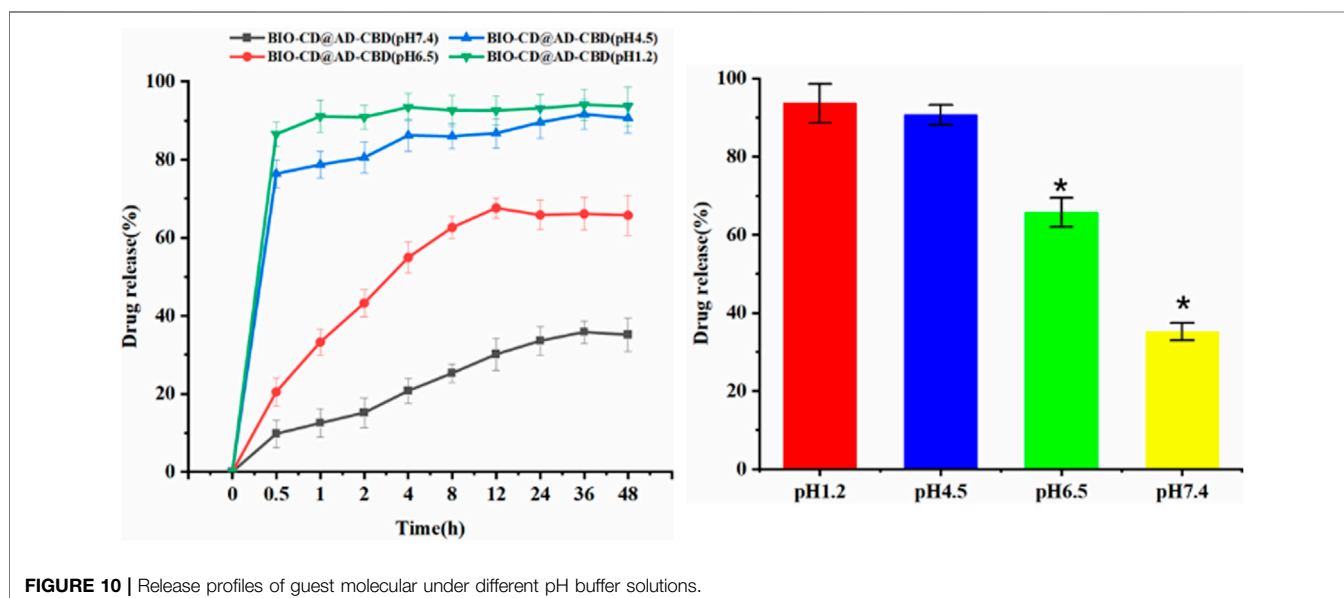 BIO-CD@AD-CBD(pH7.4) BIO-CD@AD-CBD(pH4.5)
BIO-CD@AD-CBD(pH6.5) BIO-CD@AD-CBD(pH1.2)
Drug release(%)
100
80
60
40
20
0
0 0.5 1 2 4 8 12 24 36 48
Time(h)
Drug release(%)
100
80
60
40
20
0
*
*
pH1.2 pH4.5 pH6.5 pH7.4
FIGURE 10 | Release profiles of guest molecular under different pH buffer solutions.